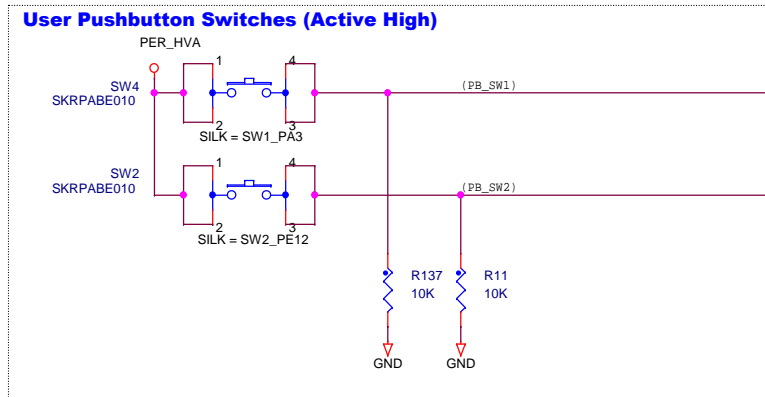 User Pushbutton Switches (Active High)
PER_HVA
1
4
SW4
SKRPABE010
(PB_SW1)
2
3
SILK = SW1_PA3
1
4
SW2
SKRPABE010
(PB_SW2)
2
3
SILK = SW2_PE12
R137
10K
R11
10K
GND
GND